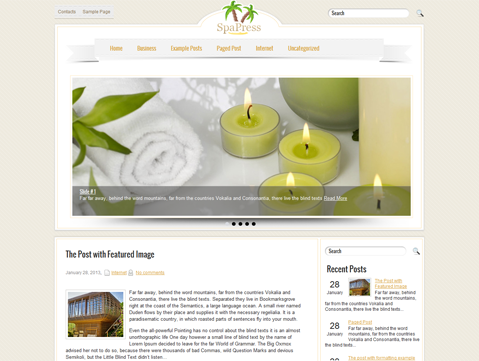 Contacts Sample Page
Search
SpaPress
Home Business Example Posts Paged Post Internet Uncategorized
Slide # 1
Far far away, behind the word mountains, far from the countries Vokalia and Consonantia, there live the blind texts. Read More
The Post with Featured Image
January 28, 2013, Internet No comments
Far far away, behind the word mountains, far from the countries Vokalia and
Consonantia, there live the blind texts. Separated they live in Bookmarksgrove
right at the coast of the Semantics, a large language ocean. A small river named
Duden flows by their place and supplies it with the necessary regelialia. It is a
paradisematic country, in which roasted parts of sentences fly into your mouth.
Even the all-powerful Pointing has no control about the blind texts it is an almost
unorthographic life One day however a small line of blind text by the name of
Lorem Ipsum decided to leave for the far World of Grammar. The Big Oxmox
advised her not to do so, because there were thousands of bad Commas, wild Question Marks and devious
Semikoli, but the Little Blind Text didn't listen...
Search
Recent Posts
28
January
The Post with
Featured Image
Far far away, behind
the word mountains,
far from the countries Vokalia and
Consonantia, there live the blind texts...
28
January
Paged Post
Far far away, behind the word
mountains, far from the countries
Vokalia and Consonantia, there live
the blind texts.
28
The post with formatting example